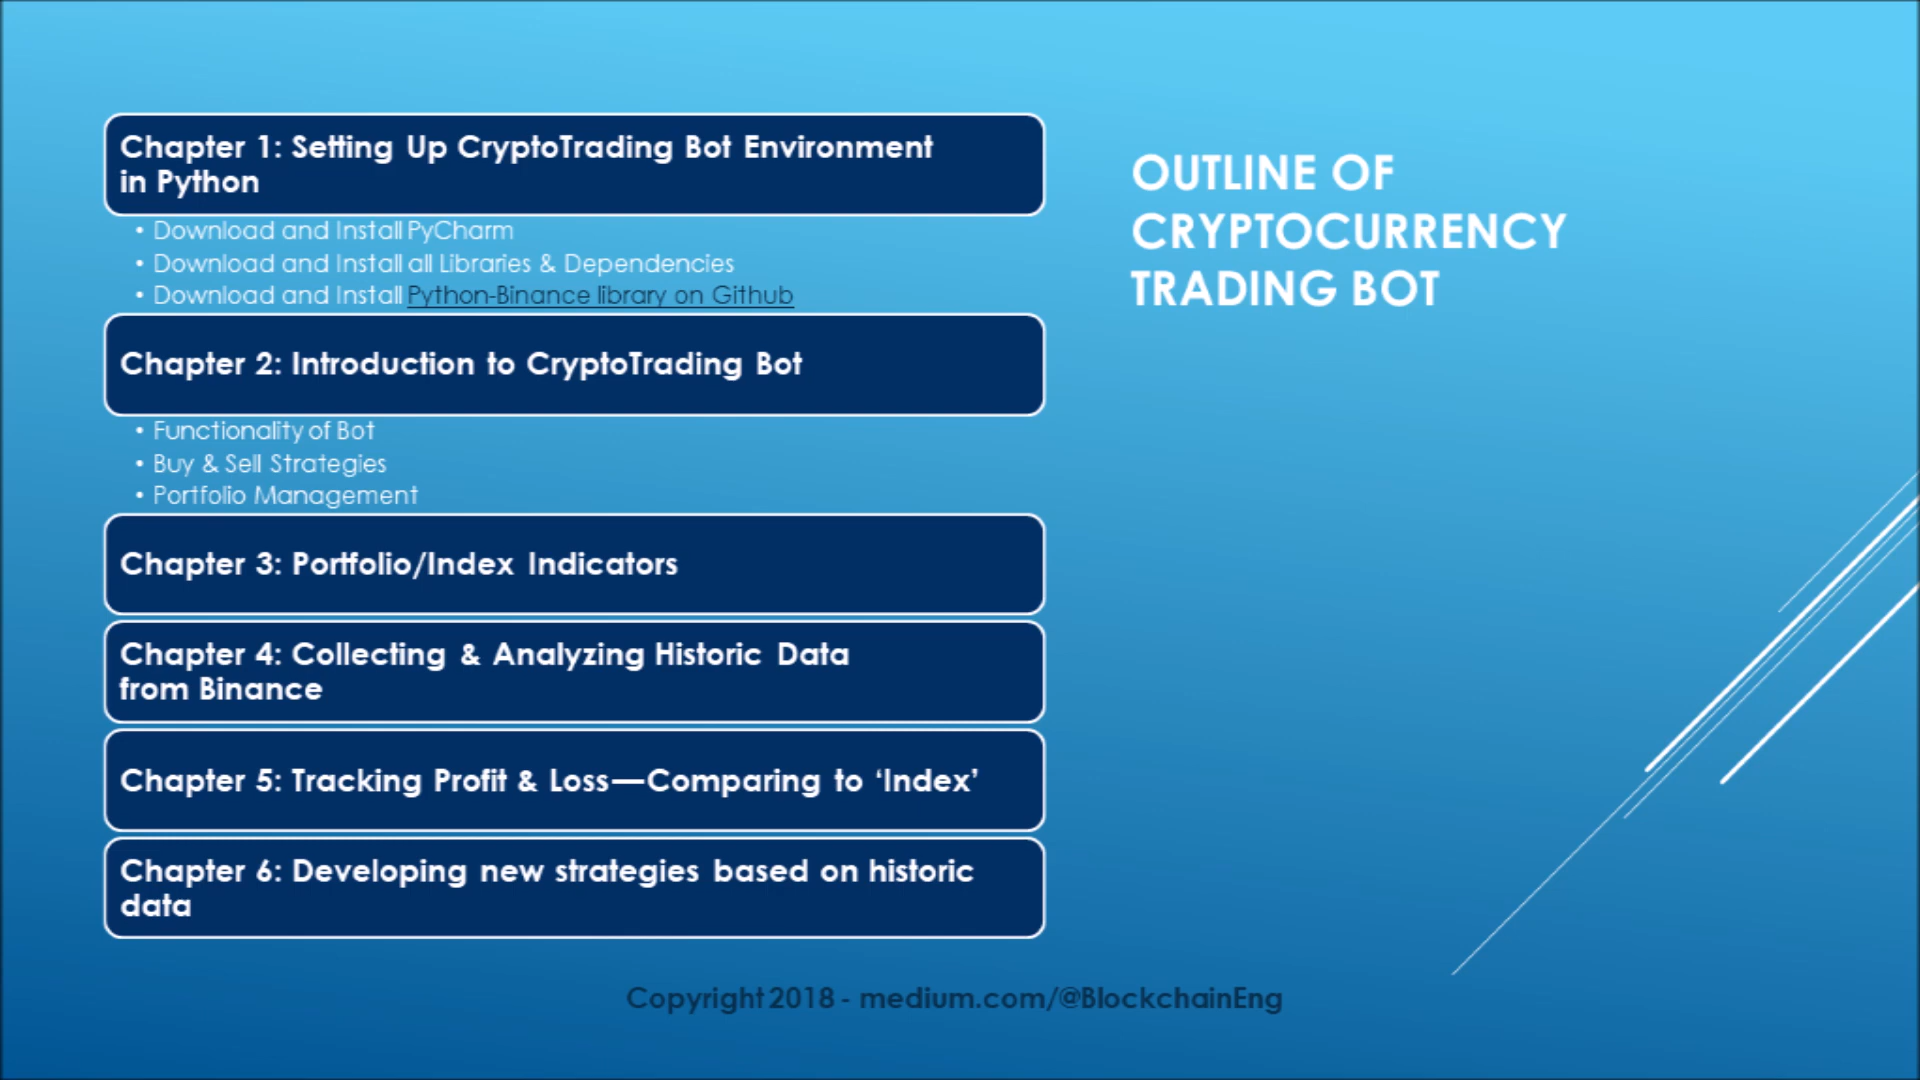 Chapter 1: Setting Up CryptoTrading Bot Environment
in Python
• Download and Install PyCharm
• Download and Install all Libraries & Dependencies
• Download and Install Python-Binance library on Github
Chapter 2: Introduction to CryptoTrading Bot
• Functionality of Bot
• Buy & Sell Strategies
• Portfolio Management
Chapter 3: Portfolio/Index Indicators
Chapter 4: Collecting & Analyzing Historic Data
from Binance
Chapter 5: Tracking Profit & Loss—Comparing to ‘Index’
Chapter 6: Developing new strategies based on historic
data
OUTLINE OF
CRYPTOCURRENCY
TRADING BOT
Copyright 2018 - medium.com/@BlockchainEng